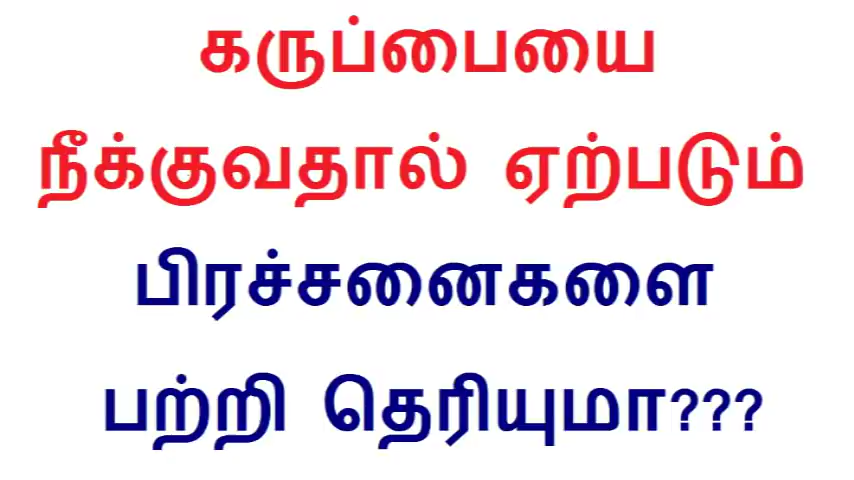 கருப்பையை
நீக்குவதால் ஏற்படும்
பிரச்சனைகளை
பற்றி தெரியுமா???